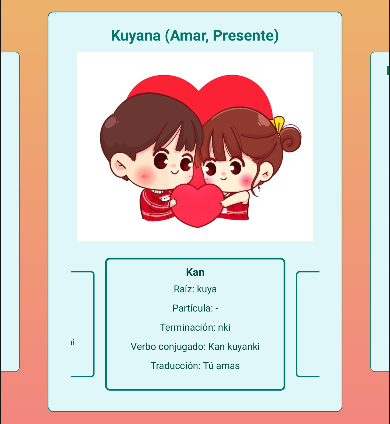 Kuyana (Amar, Presente)
Kan
Raíz: kuya
Partícula: -
Terminación: nki
Verbo conjugado: Kan kuyanki
Traducción: Tú amas